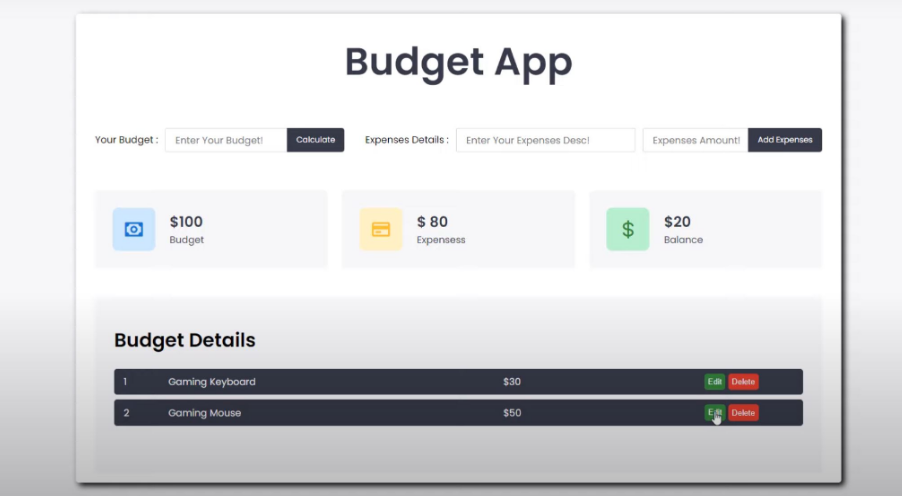 Budget App
Your Budget : Enter Your Budget! Calculate Expenses Details : Enter Your Expenses Desc! Expenses Amount! Add Expenses
$100
Budget
$ 80
Expensess
$20
Balance
Budget Details
1 Gaming Keyboard $30 Edit Delete
2 Gaming Mouse $50 Edit Delete